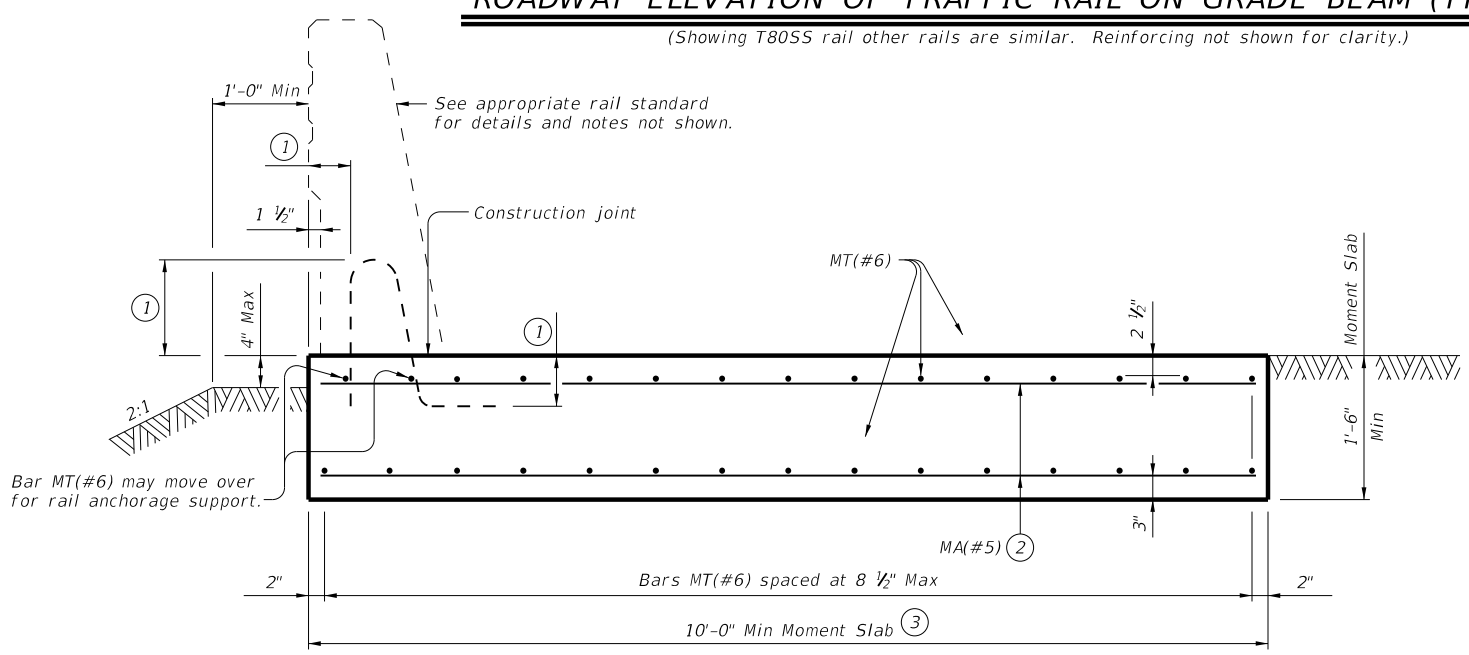 ROADWAY ELEVATION OF TRAFFIC RAIL ON GRADE BEAM
(Showing T80SS rail other rails are similar. Reinforcing not shown for clarity.)
1'-0" Min
See appropriate rail standard
for details and notes not shown.
1
1 ½"
Construction joint
MT(#6)
Moment Slab
1
4" Max
1
2 ½"
2:1
1'-6"
Min
Bar MT(#6) may move over
for rail anchorage support.
3"
MA(#5) 2
2"
Bars MT(#6) spaced at 8 ½" Max
2"
10'-0" Min Moment Slab 3